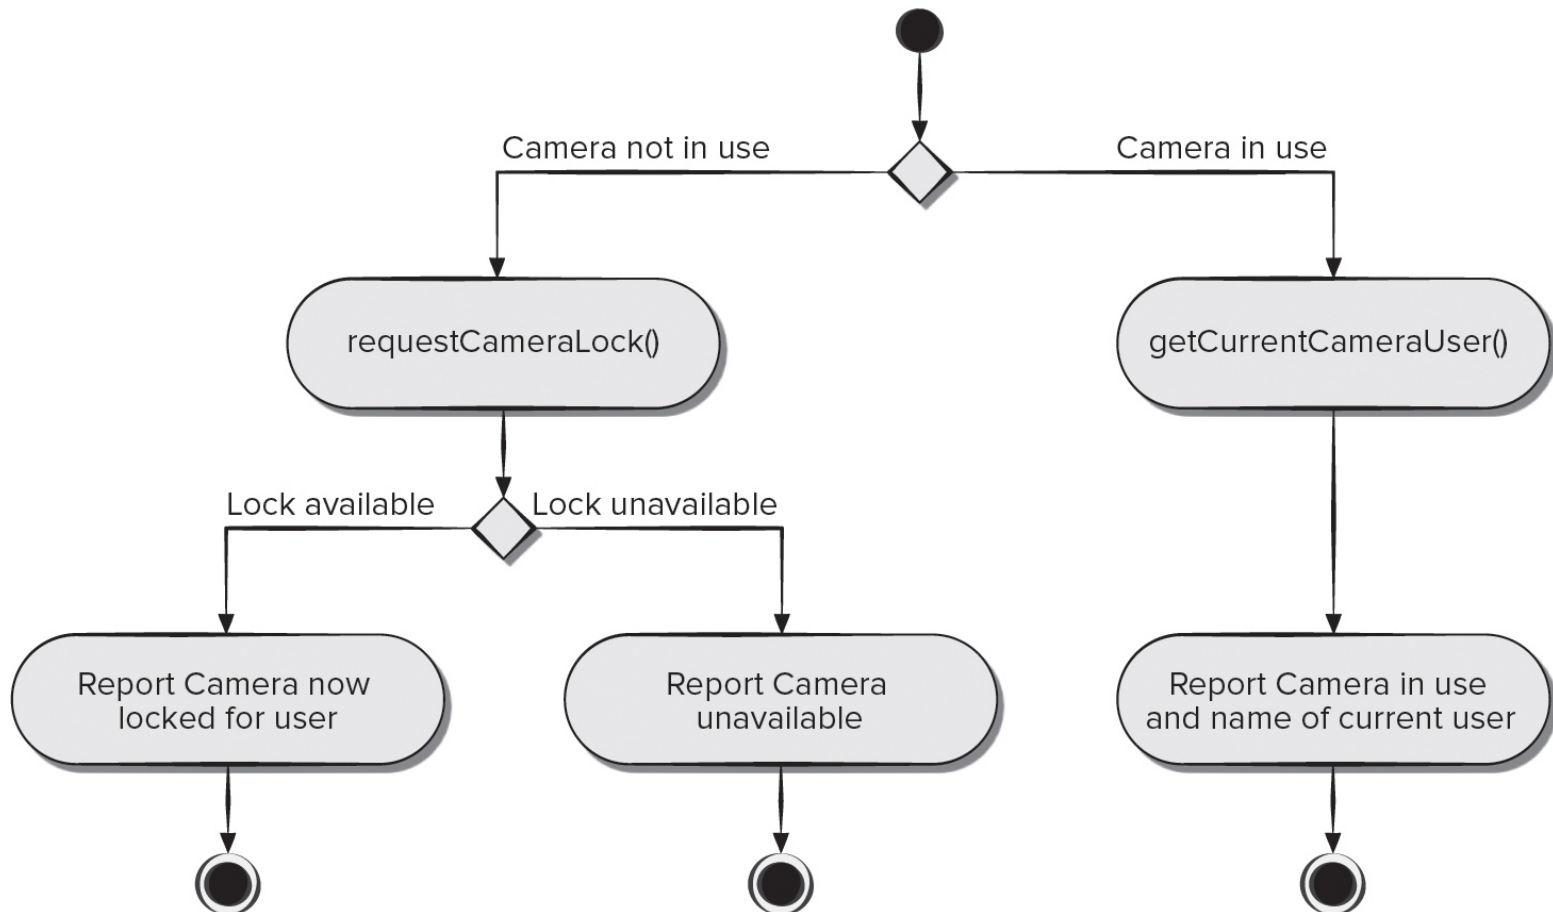 Camera not in use
Camera in use
requestCameraLock()
getCurrentCameraUser()
Lock available
Lock unavailable
Report Camera now
locked for user
Report Camera
unavailable
Report Camera in use
and name of current user